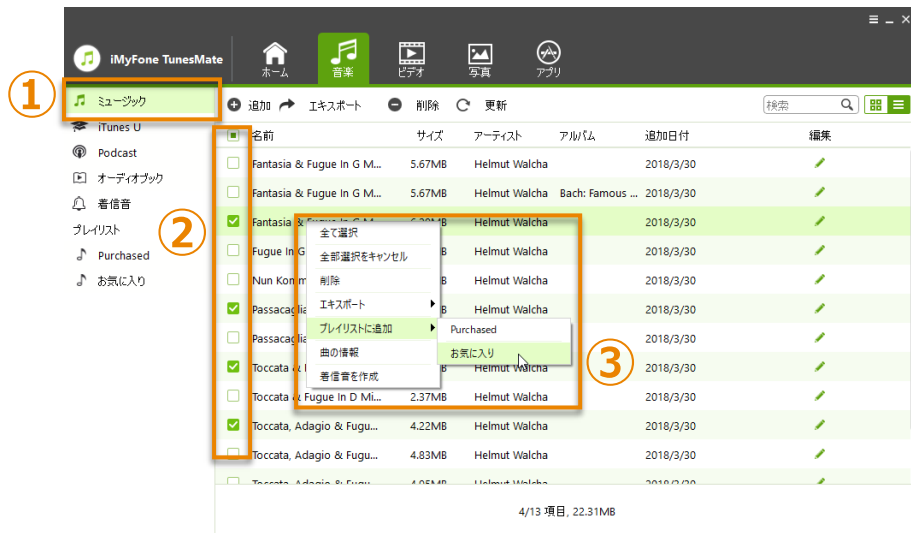 iMyFone TunesMate
ホーム
音楽
ビデオ
写真
アプリ
①
ミュージック
iTunes U
Podcast
オーディオブック
着信音
プレイリスト
Purchased
お気に入り
②
追加 エキスポート 削除 更新 検索
名前 サイズ アーティスト アルバム 追加日付 編集
Fantasia & Fugue In G M... 5.67MB Helmut Walcha 2018/3/30
Fantasia & Fugue In G M... 5.67MB Helmut Walcha Bach: Famous ... 2018/3/30
Fantasia & Helmut Walcha 2018/3/30
Fugue In G Helmut Walcha 2018/3/30
Nun Kom Helmut Walcha 2018/3/30
Helmut Walcha 2018/3/30
2018/3/30
Toccata Helmut Walcha 2018/3/30
Toccata & Fugue In D Mi... 2.37MB Helmut Walcha 2018/3/30
Toccata, Adagio & Fugu... 4.22MB Helmut Walcha 2018/3/30
Toccata, Adagio & Fugu... 4.83MB Helmut Walcha 2018/3/30
全て選択
全部選択をキャンセル
削除
エキスポート
プレイリストに追加
曲の情報
着信音を作成
Purchased
お気に入り
③
4/13 項目, 22.31MB